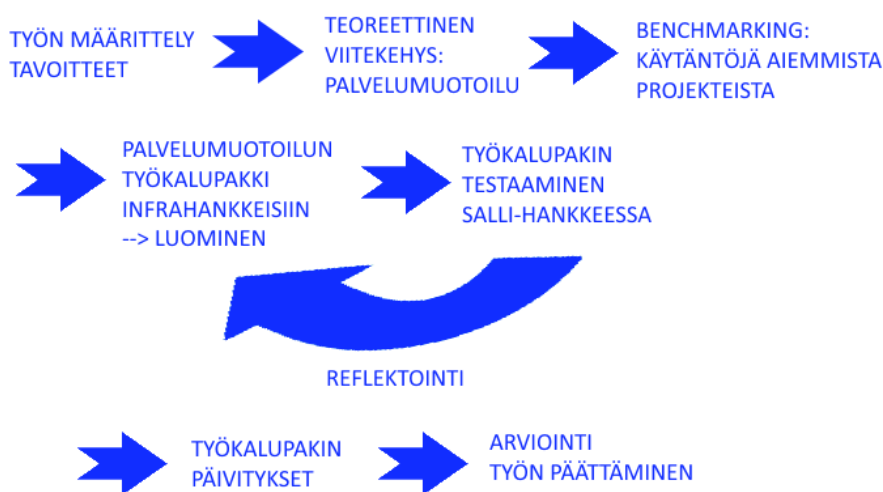 TYÖN MÄÄRITTELY
TAVOITTEET
TEOREETTINEN
VIITEKEHYS:
PALVELUMUOTOILU
BENCHMARKING:
KÄYTÄNTÖJÄ AIEMMISTA
PROJEKTEISTA
PALVELUMUOTOILUN
TYÖKALUPAKKI
INFRAHANKKEISIIN
--> LUOMINEN
TYÖKALUPAKIN
TESTAAMINEN
SALLI-HANKKEESSA
REFLEKTOINTI
TYÖKALUPAKIN
PÄIVITYKSET
ARVIOINTI
TYÖN PÄÄTTÄMINEN